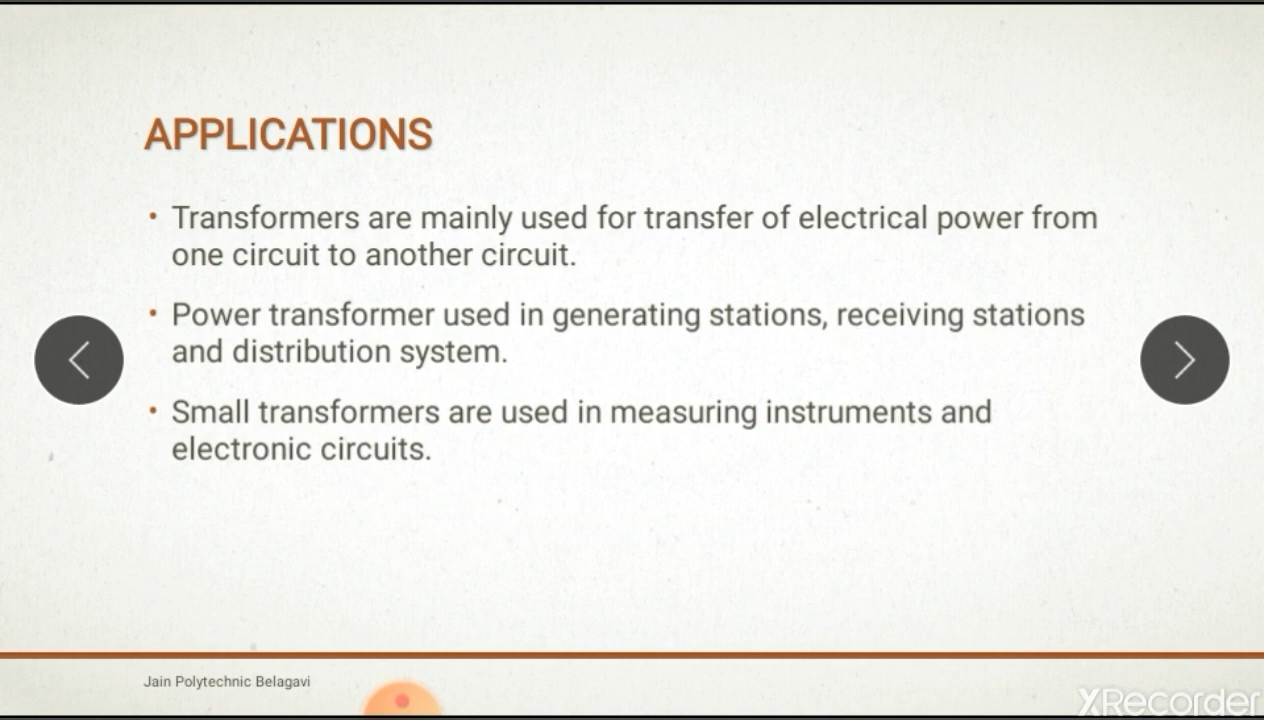 APPLICATIONS
• Transformers are mainly used for transfer of electrical power from
one circuit to another circuit.
• Power transformer used in generating stations, receiving stations
and distribution system.
• Small transformers are used in measuring instruments and
electronic circuits.
Jain Polytechnic Belagavi
XRecorder